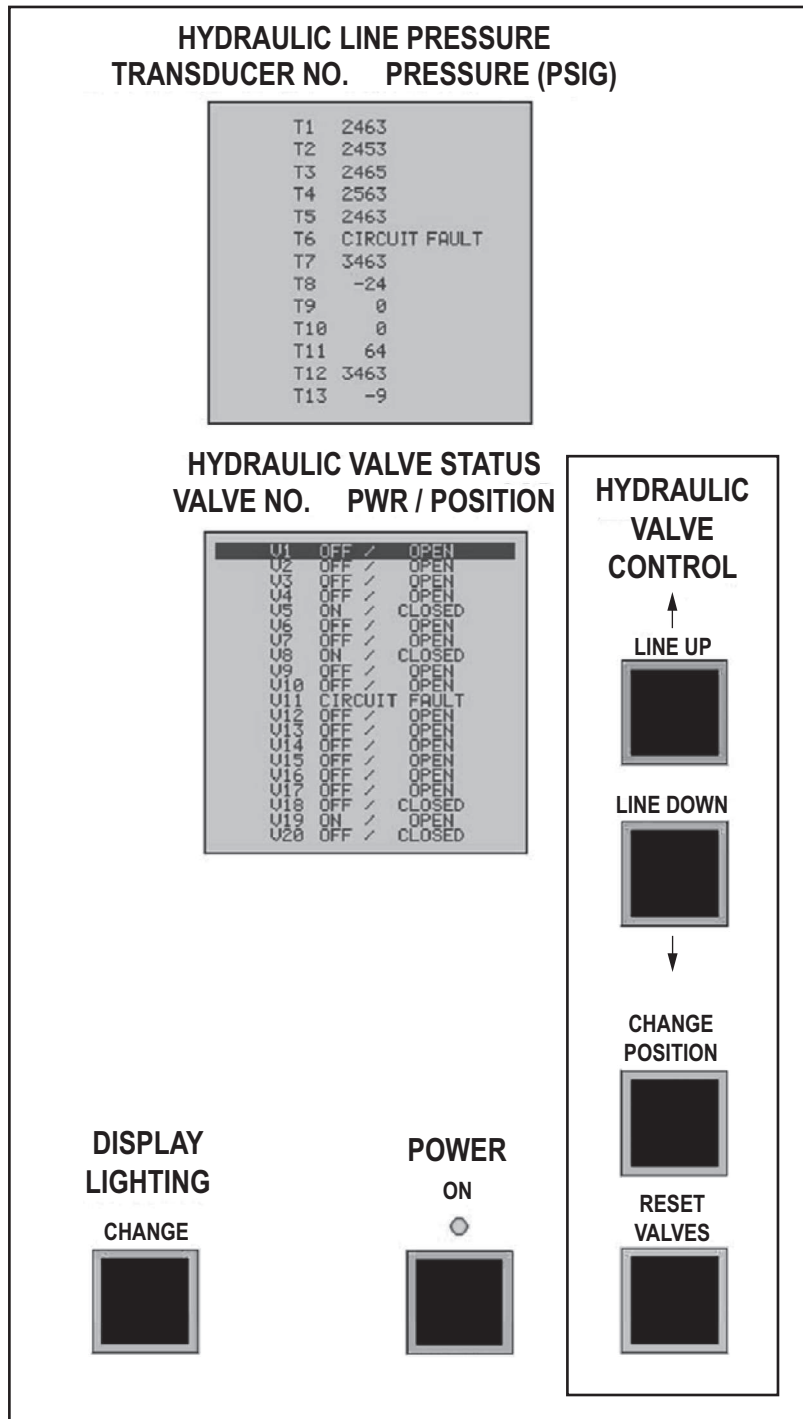 HYDRAULIC LINE PRESSURE
TRANSDUCER NO. PRESSURE (PSIG)
T1 2463
T2 2453
T3 2465
T4 2563
T5 2463
T6 CIRCUIT FAULT
T7 3463
T8 -24
T9 0
T10 0
T11 64
T12 3463
T13 -9
HYDRAULIC VALVE STATUS
VALVE NO. PWR / POSITION
V1 OFF / OPEN
V2 OFF / OPEN
V3 OFF / OPEN
V4 OFF / OPEN
V5 ON / CLOSED
V6 OFF / OPEN
V7 OFF / OPEN
V8 ON / CLOSED
V9 OFF / OPEN
V10 OFF / OPEN
V11 CIRCUIT FAULT
V12 OFF / OPEN
V13 OFF / OPEN
V14 OFF / OPEN
V15 OFF / OPEN
V16 OFF / OPEN
V17 OFF / OPEN
V18 OFF / CLOSED
V19 ON / OPEN
V20 OFF / CLOSED
HYDRAULIC
VALVE
CONTROL
LINE UP
LINE DOWN
CHANGE
POSITION
RESET
VALVES
DISPLAY
LIGHTING
CHANGE
POWER
ON